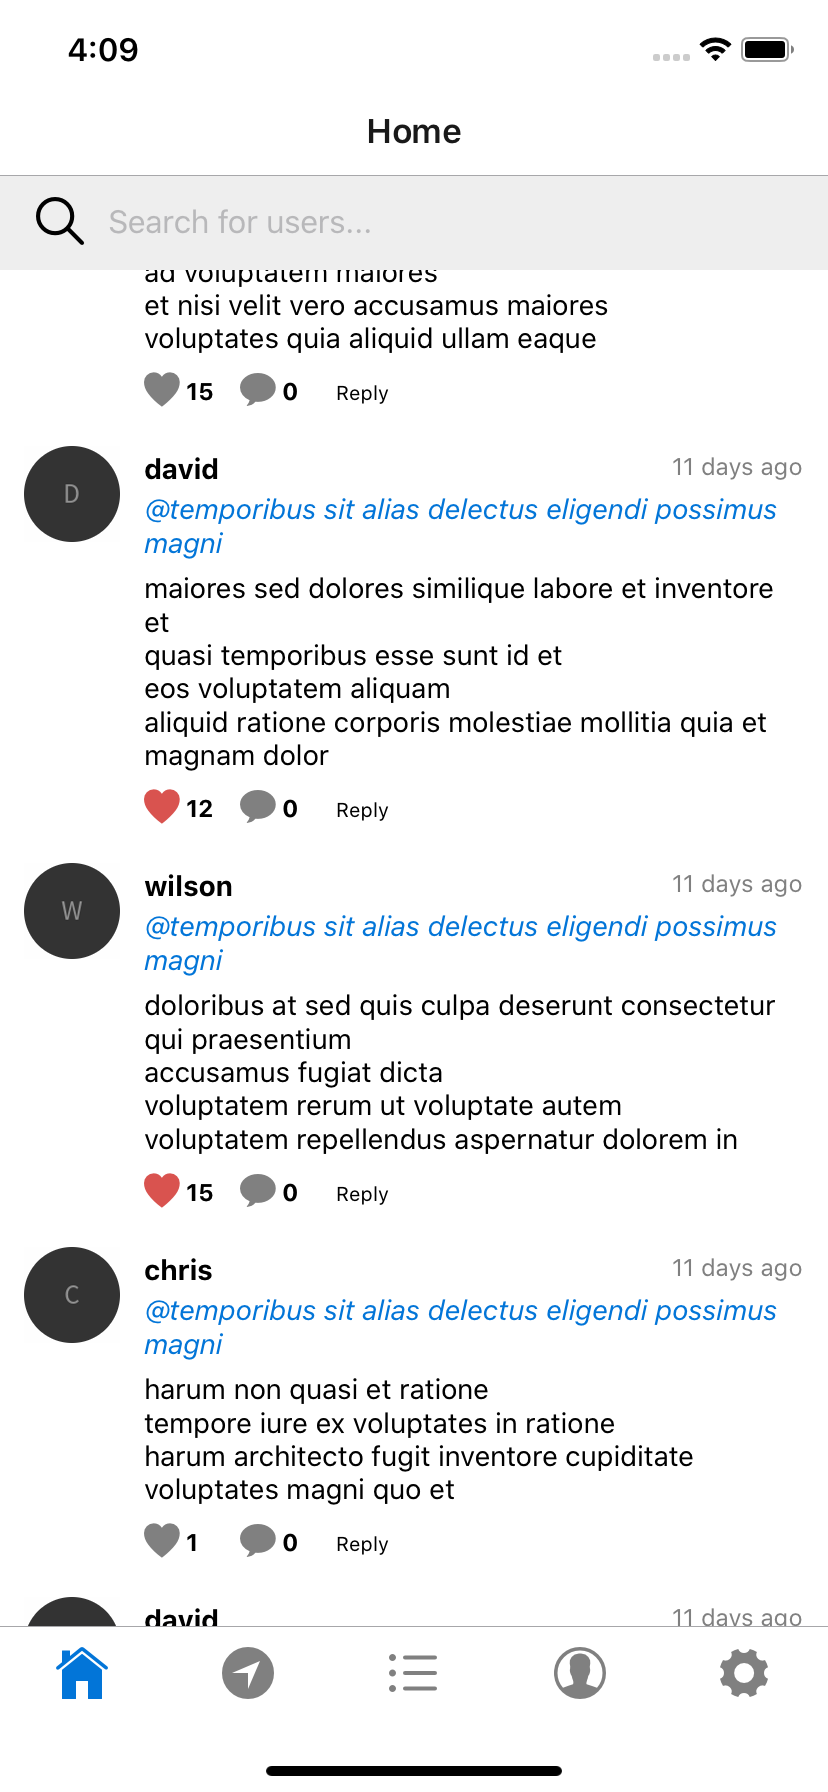 4:09
Home
Search for users...
ad voluptatem maiores
et nisi velit vero accusamus maiores
voluptates quia aliquid ullam eaque
15 0 Reply
D
david 11 days ago
@temporibus sit alias delectus eligendi possimus
magni
maiores sed dolores similique labore et inventore
et
quasi temporibus esse sunt id et
eos voluptatem aliquam
aliquid ratione corporis molestiae mollitia quia et
magnam dolor
12 0 Reply
W
wilson 11 days ago
@temporibus sit alias delectus eligendi possimus
magni
doloribus at sed quis culpa deserunt consectetur
qui praesentium
accusamus fugiat dicta
voluptatem rerum ut voluptate autem
voluptatem repellendus aspernatur dolorem in
15 0 Reply
C
chris 11 days ago
@temporibus sit alias delectus eligendi possimus
magni
harum non quasi et ratione
tempore iure ex voluptates in ratione
harum architecto fugit inventore cupiditate
voluptates magni quo et
1 0 Reply
david 11 days ago